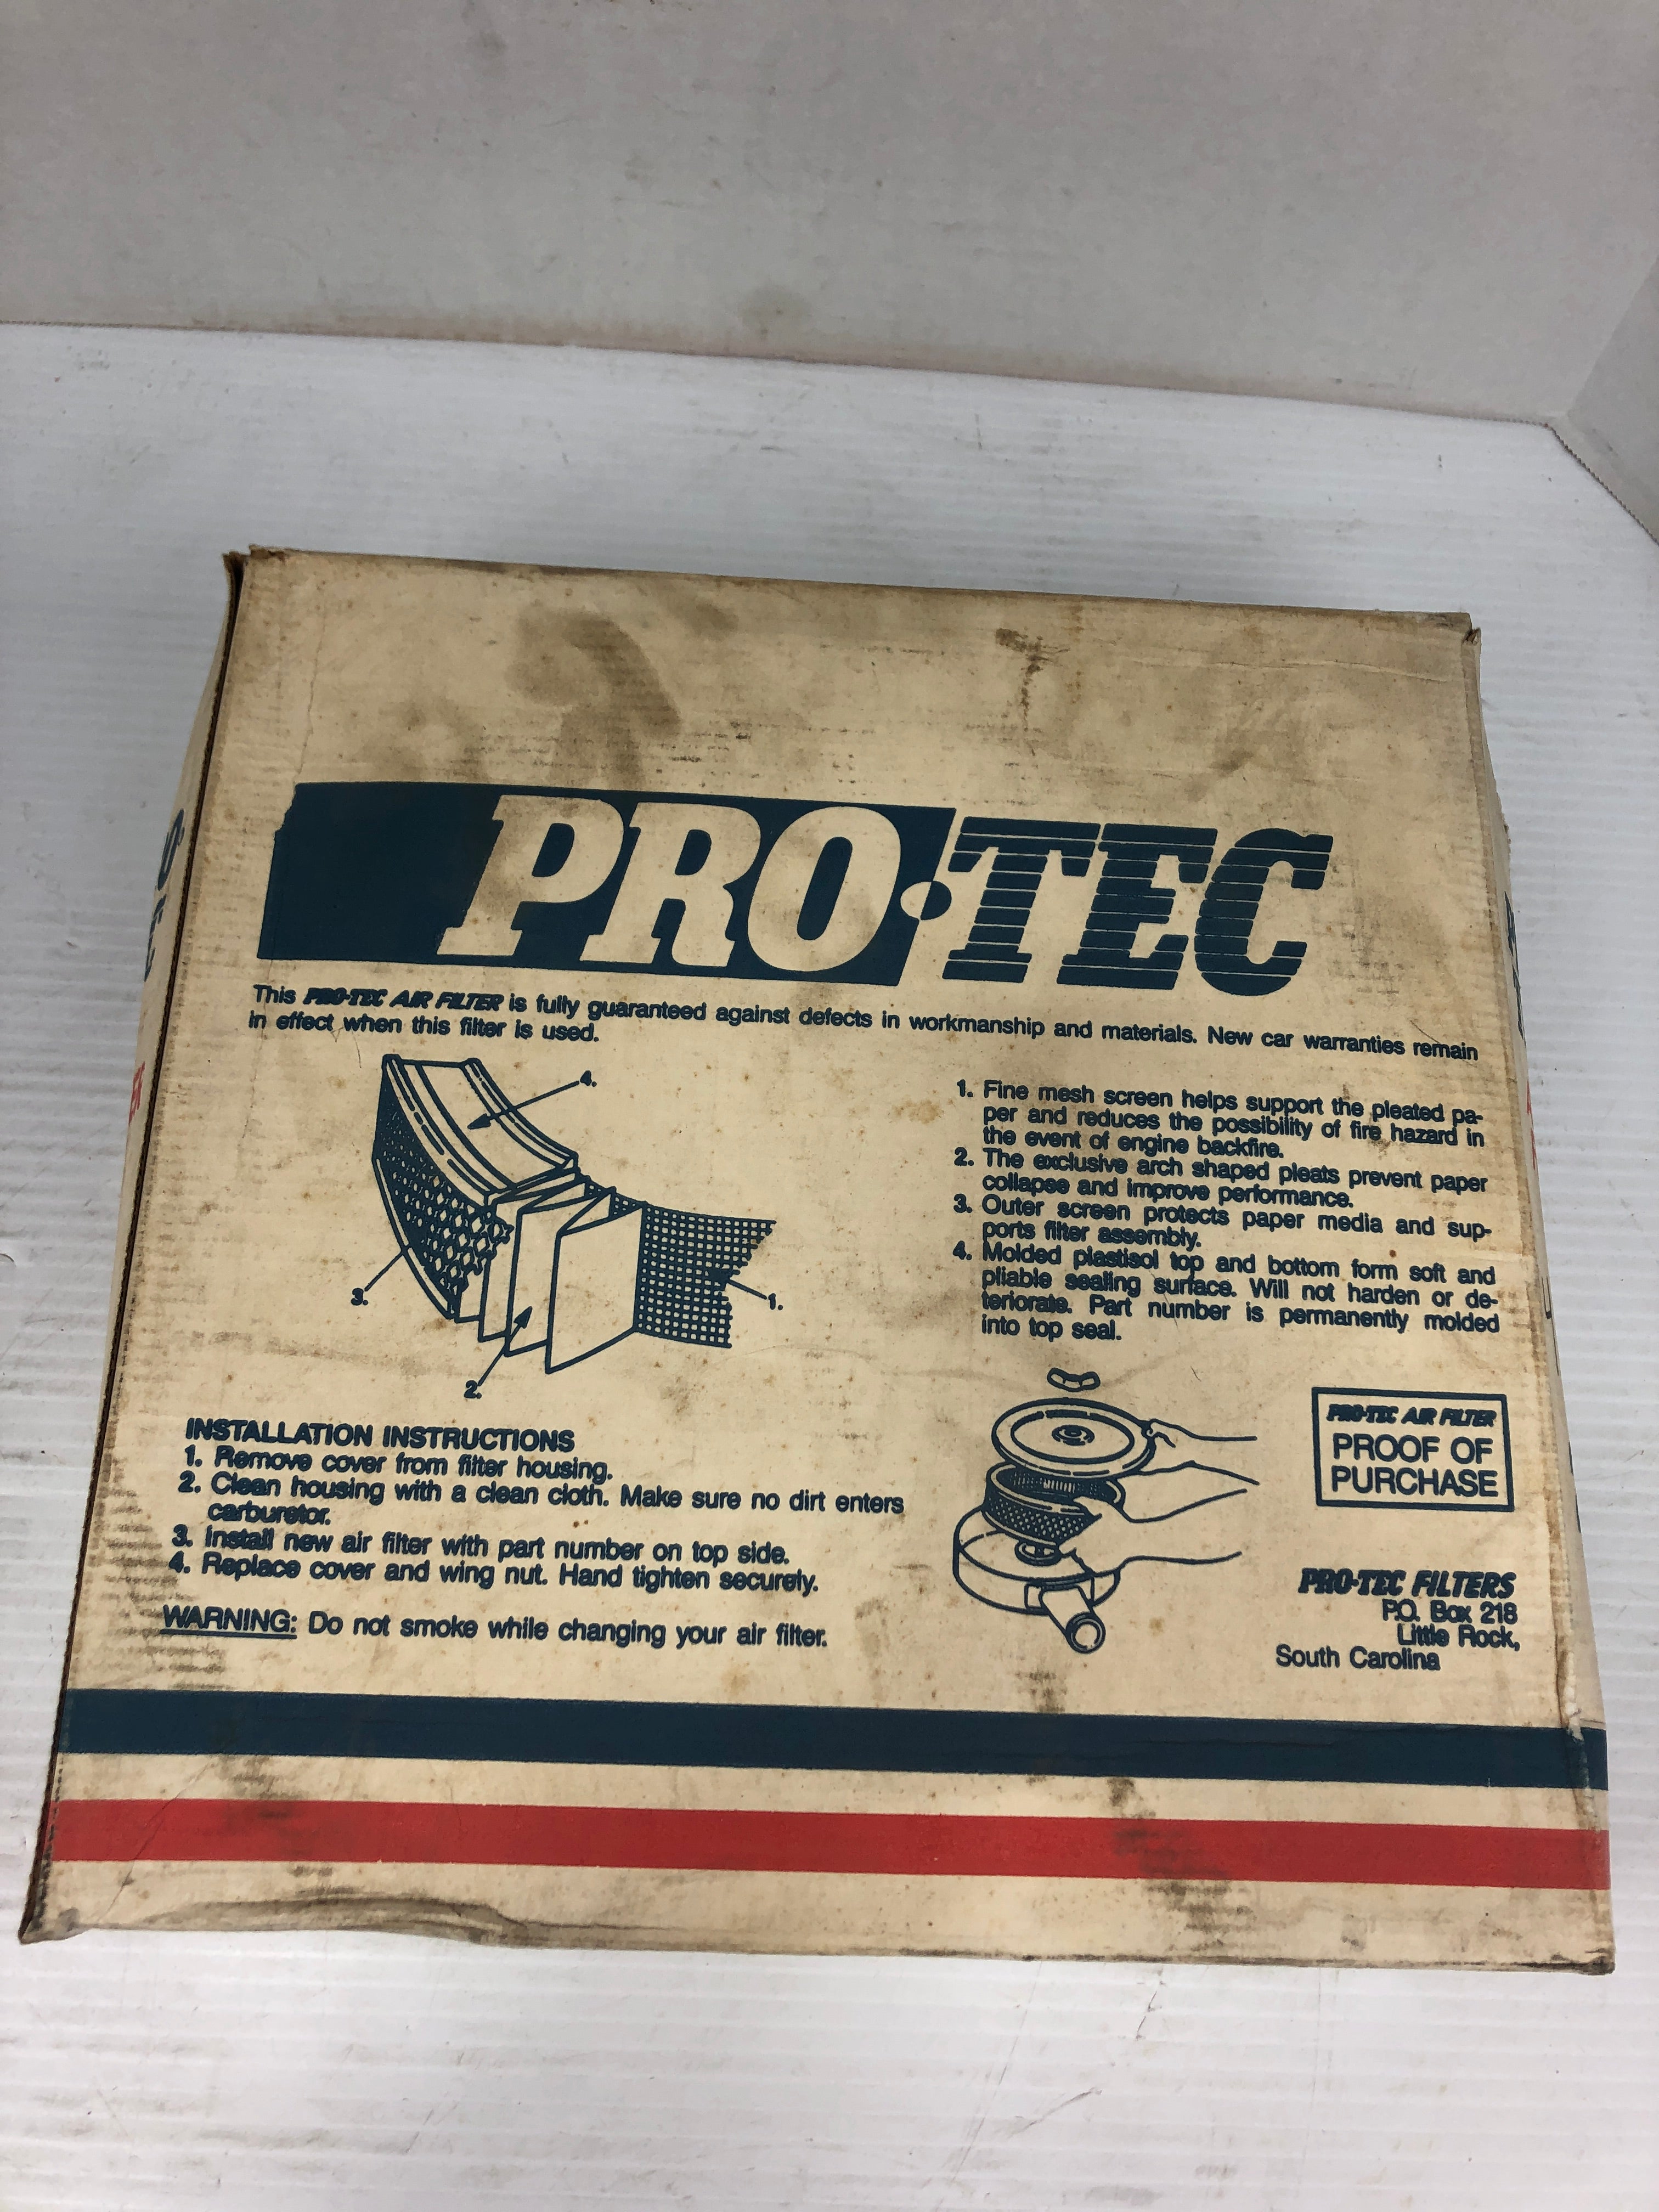 PRO·TEC
This PRO-TEC AIR FILTER is fully guaranteed against defects in workmanship and materials. New car warranties remain
in effect when this filter is used.
4.
3.
1.
2.
1. Fine mesh screen helps support the pleated pa-
per and reduces the possibility of fire hazard in
the event of engine backfire.
2. The exclusive arch shaped pleats prevent paper
collapse and improve performance.
3. Outer screen protects paper media and sup-
ports filter assembly.
4. Molded plastisol top and bottom form soft and
pliable sealing surface. Will not harden or de-
teriorate. Part number is permanently molded
into top seal.
INSTALLATION INSTRUCTIONS
1. Remove cover from filter housing.
2. Clean housing with a clean cloth. Make sure no dirt enters
carburetor.
3. Install new air filter with part number on top side.
4. Replace cover and wing nut. Hand tighten securely.
WARNING: Do not smoke while changing your air filter.
PRO-TEC AIR FILTER
PROOF OF
PURCHASE
PRO-TEC FILTERS
P.O. Box 218
Little Rock,
South Carolina